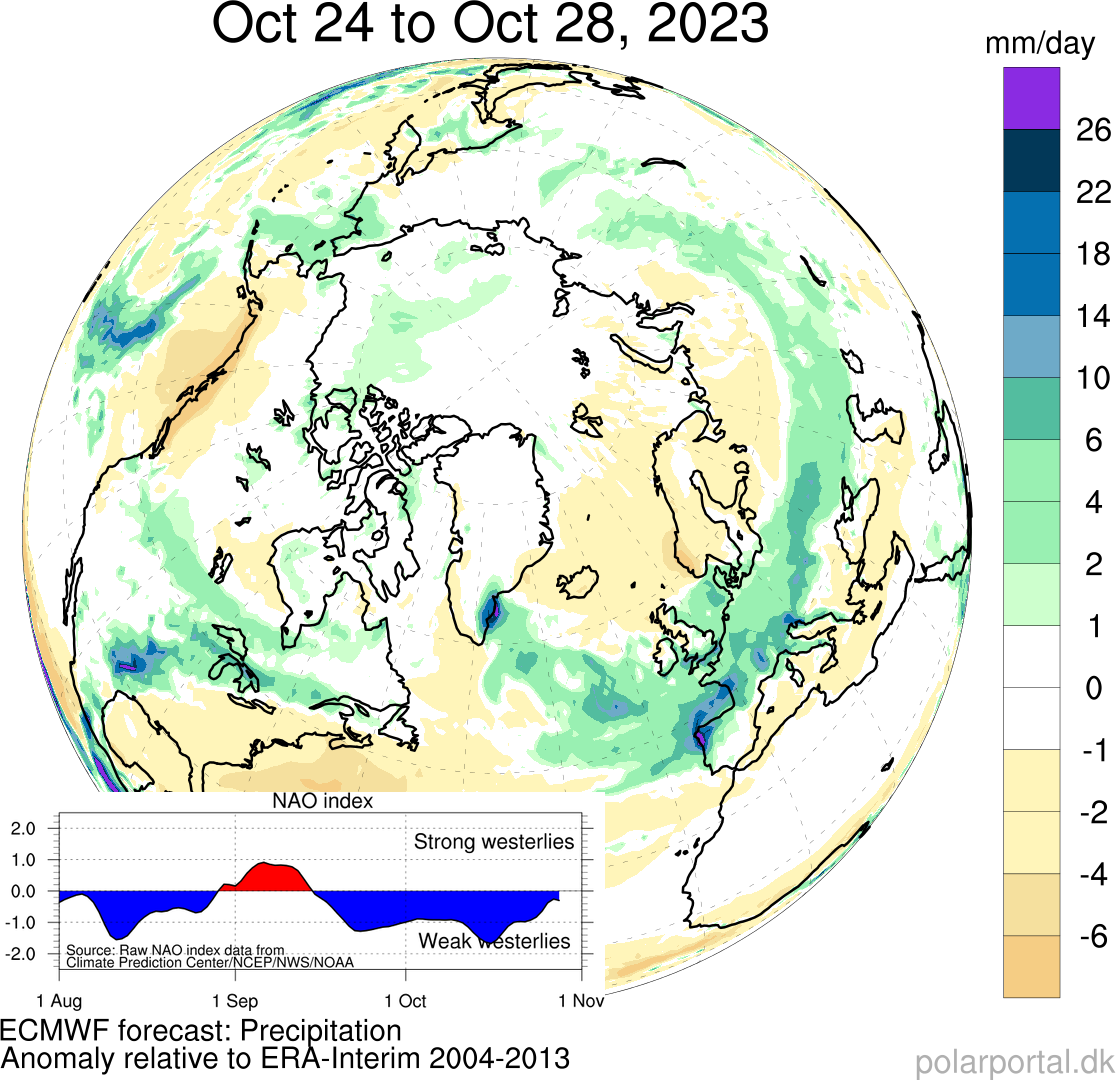 Oct 24 to Oct 28, 2023
mm/day
26
22
18
14
10
6
4
2
1
0
-1
-2
-4
-6
NAO index
2.0
1.0
0.0
-1.0
-2.0
Strong westerlies
Weak westerlies
Source: Raw NAO index data from
Climate Prediction Center/NCEP/NWS/NOAA
1 Aug
1 Sep
1 Oct
1 Nov
ECMWF forecast: Precipitation
Anomaly relative to ERA-Interim 2004-2013
polarportal.dk